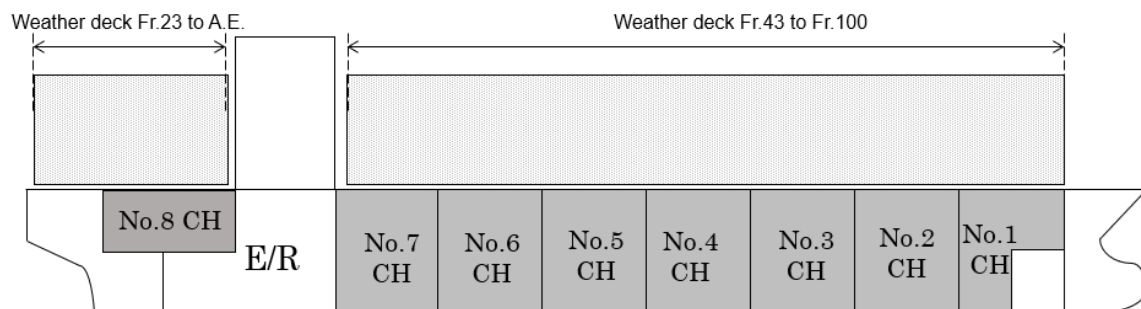 Weather deck Fr.23 to A.E.
Weather deck Fr.43 to Fr.100
No.8 CH
E/R
No.7
CH
No.6
CH
No.5
CH
No.4
CH
No.3
CH
No.2
CH
No.1
CH